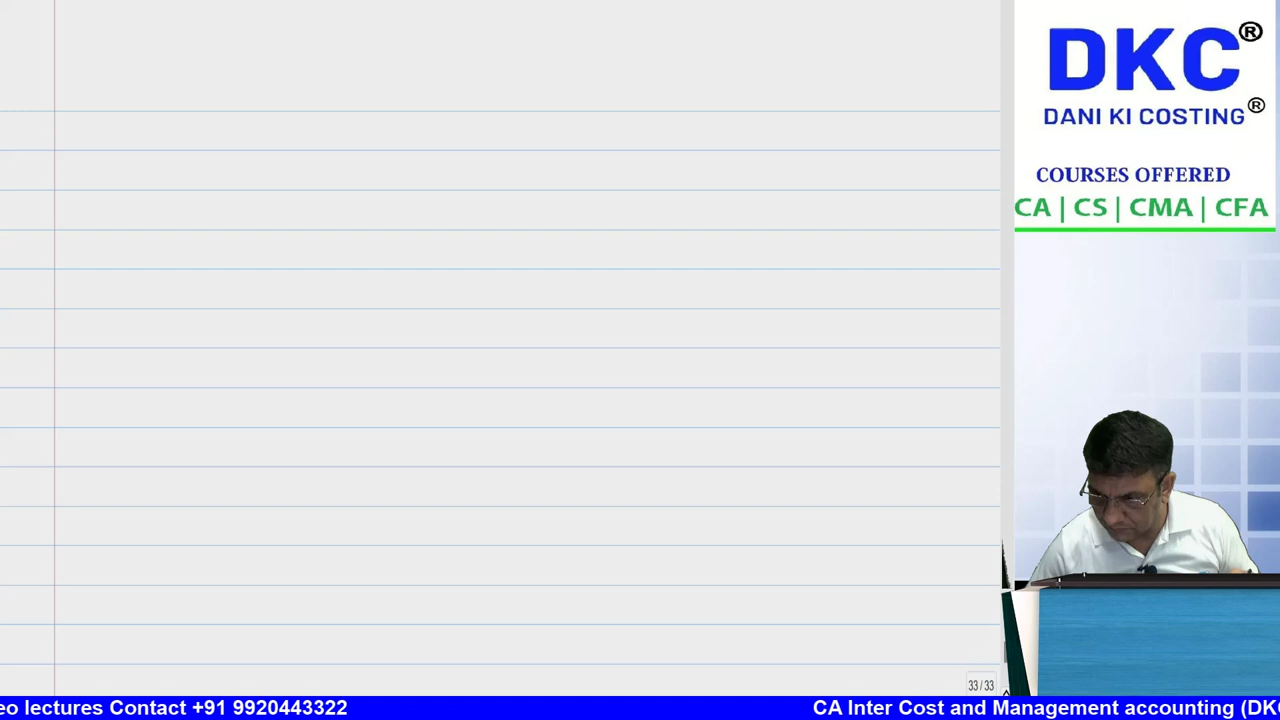 DKC®
DANI KI COSTING®
COURSES OFFERED
CA | CS | CMA | CFA
33/33
eo lectures Contact +91 9920443322
CA Inter Cost and Management accounting (DK